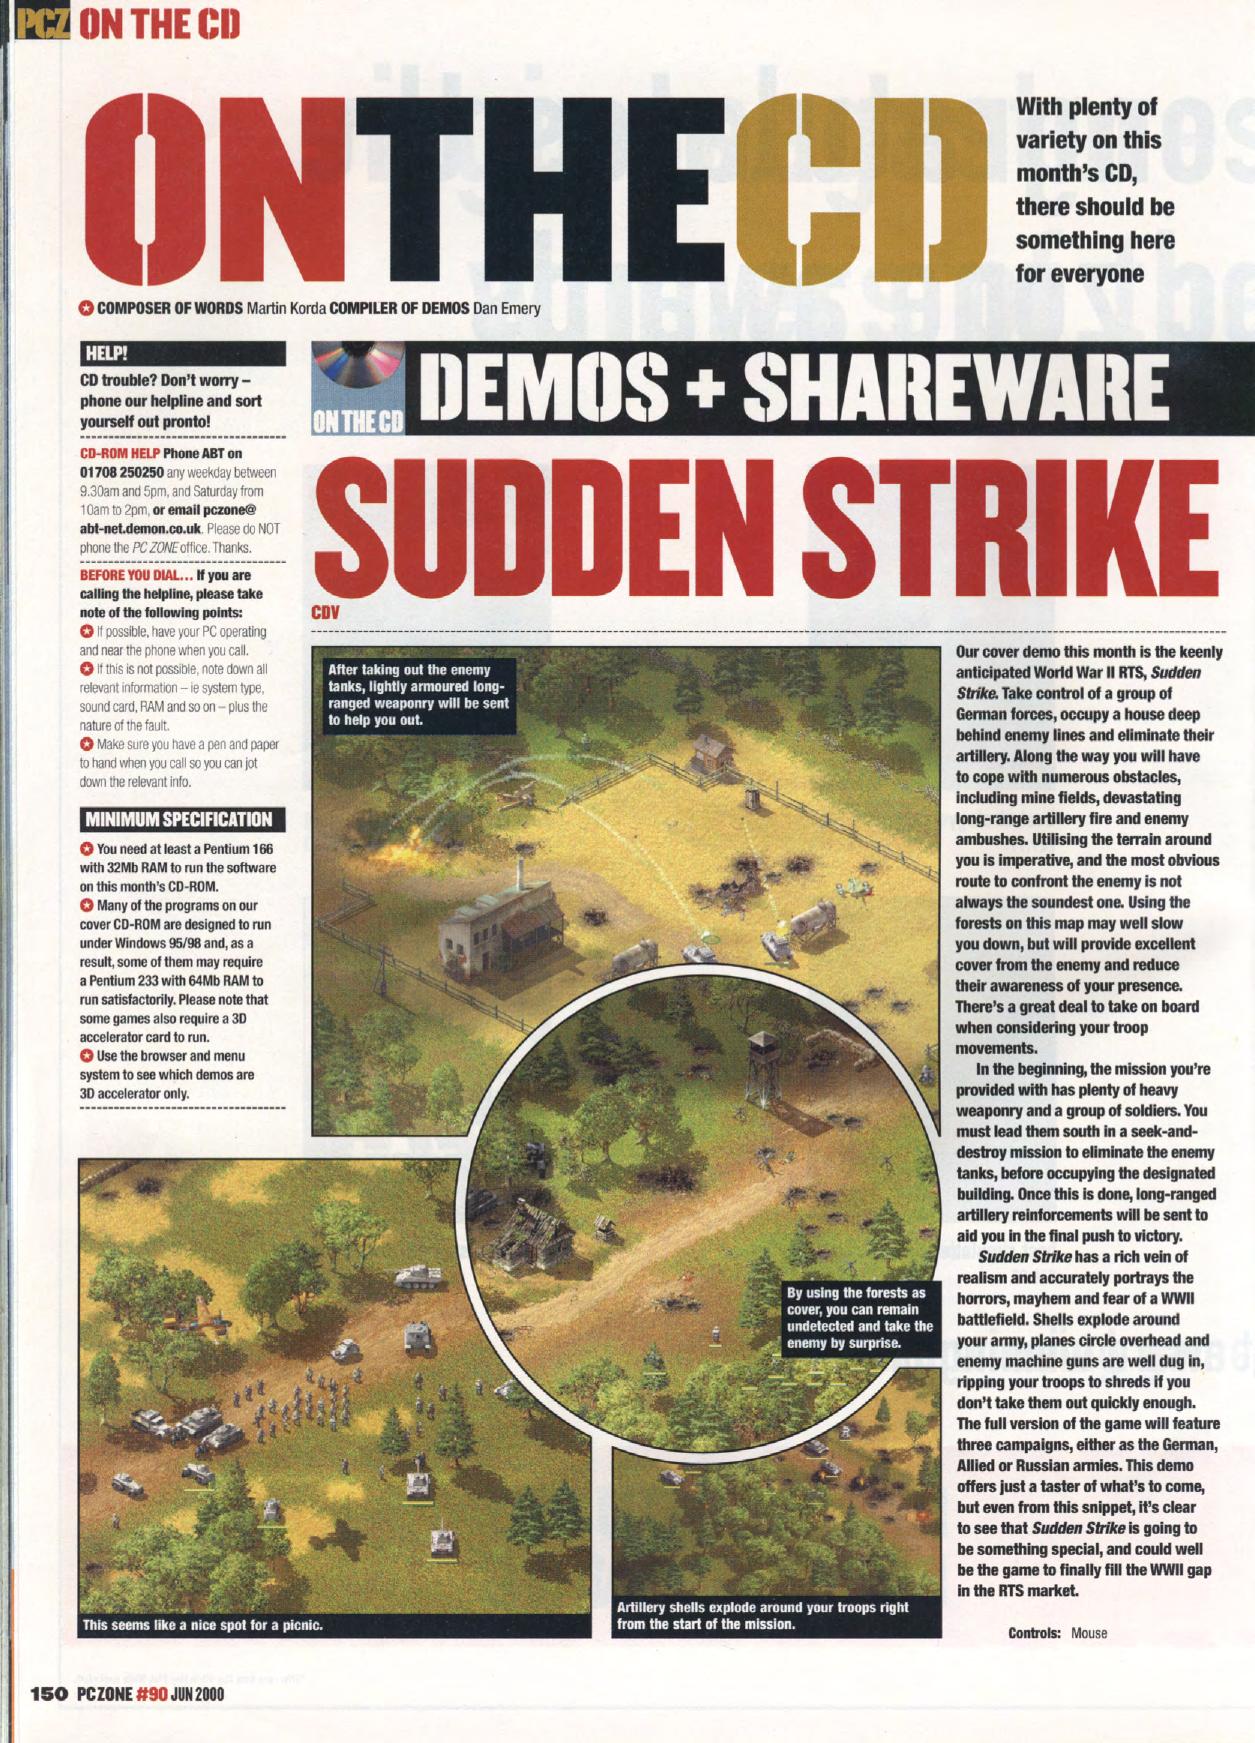 PCZ ON THE CD
ON THE CD
With plenty of
variety on this
month's CD,
there should be
something here
for everyone
COMPOSER OF WORDS Martin Korda COMPILER OF DEMOS Dan Emery
HELP!
CD trouble? Don't worry –
phone our helpline and sort
yourself out pronto!
CD-ROM HELP Phone ABT on
01708 250250 any weekday between
9.30am and 5pm, and Saturday from
10am to 2pm, or email pczone@
abt-net.demon.co.uk. Please do NOT
phone the PC ZONE office. Thanks.
BEFORE YOU DIAL... If you are
calling the helpline, please take
note of the following points:
If possible, have your PC operating
and near the phone when you call.
If this is not possible, note down all
relevant information – ie system type,
sound card, RAM and so on – plus the
nature of the fault.
Make sure you have a pen and paper
to hand when you call so you can jot
down the relevant info.
MINIMUM SPECIFICATION
You need at least a Pentium 166
with 32Mb RAM to run the software
on this month's CD-ROM.
Many of the programs on our
cover CD-ROM are designed to run
under Windows 95/98 and, as a
result, some of them may require
a Pentium 233 with 64Mb RAM to
run satisfactorily. Please note that
some games also require a 3D
accelerator card to run.
Use the browser and menu
system to see which demos are
3D accelerator only.
ON THE CD
DEMOS + SHAREWARE
SUDDEN STRIKE
CDV
After taking out the enemy
tanks, lightly armoured long-
ranged weaponry will be sent
to help you out.
By using the forests as
cover, you can remain
undetected and take the
enemy by surprise.
This seems like a nice spot for a picnic.
Artillery shells explode around your troops right
from the start of the mission.
Our cover demo this month is the keenly
anticipated World War II RTS, Sudden
Strike. Take control of a group of
German forces, occupy a house deep
behind enemy lines and eliminate their
artillery. Along the way you will have
to cope with numerous obstacles,
including mine fields, devastating
long-range artillery fire and enemy
ambushes. Utilising the terrain around
you is imperative, and the most obvious
route to confront the enemy is not
always the soundest one. Using the
forests on this map may well slow
you down, but will provide excellent
cover from the enemy and reduce
their awareness of your presence.
There's a great deal to take on board
when considering your troop
movements.
In the beginning, the mission you're
provided with has plenty of heavy
weaponry and a group of soldiers. You
must lead them south in a seek-and-
destroy mission to eliminate the enemy
tanks, before occupying the designated
building. Once this is done, long-ranged
artillery reinforcements will be sent to
aid you in the final push to victory.
Sudden Strike has a rich vein of
realism and accurately portrays the
horrors, mayhem and fear of a WWII
battlefield. Shells explode around
your army, planes circle overhead and
enemy machine guns are well dug in,
ripping your troops to shreds if you
don't take them out quickly enough.
The full version of the game will feature
three campaigns, either as the German,
Allied or Russian armies. This demo
offers just a taster of what's to come,
but even from this snippet, it's clear
to see that Sudden Strike is going to
be something special, and could well
be the game to finally fill the WWII gap
in the RTS market.
Controls: Mouse
150 PCZONE #90 JUN 2000